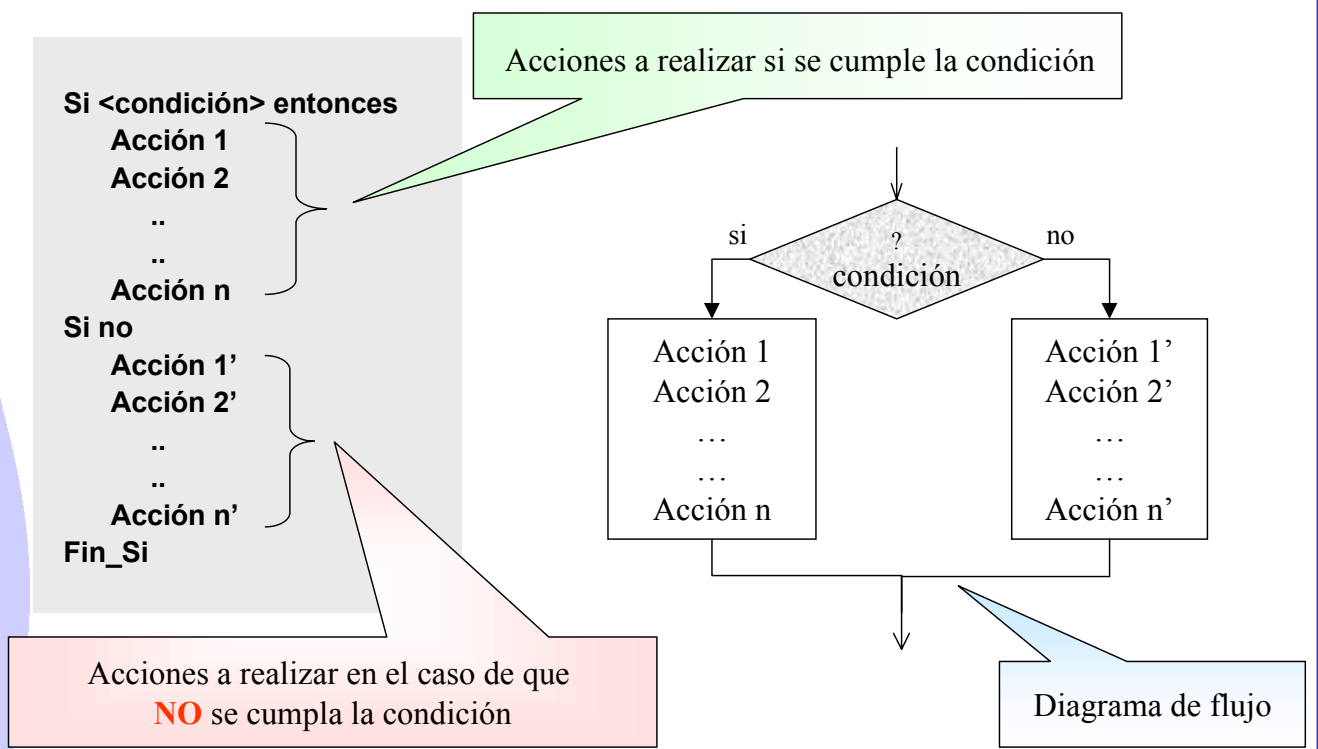 Acciones a realizar si se cumple la condición
Si <condición> entonces
Acción 1
Acción 2
..
..
Acción n
Si no
Acción 1’
Acción 2’
..
..
Acción n’
Fin_Si
Acciones a realizar en el caso de que
NO se cumpla la condición
si
?
condición
no
Acción 1
Acción 2
…
…
Acción n
Acción 1’
Acción 2’
…
…
Acción n’
Diagrama de flujo